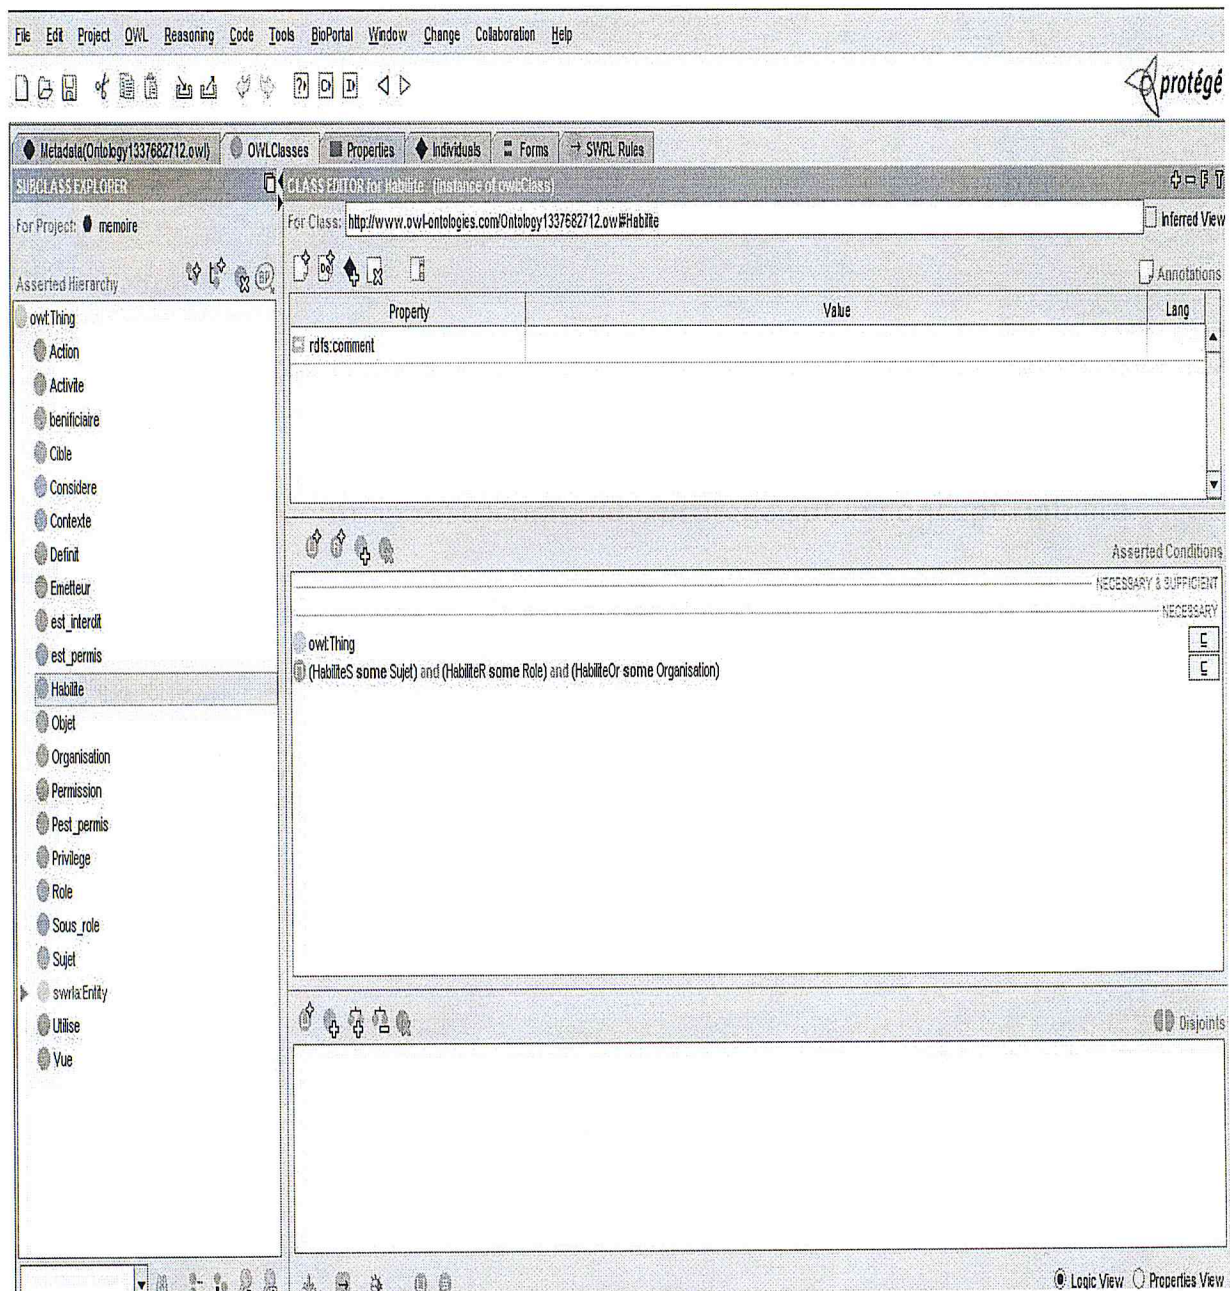 File Edit Project OWL Reasoning Code Tools BioPortal Window Change Collaboration Help
protégé
Metadata(Ontology1337682712.owl) OWLClasses Properties Individuals Forms SWRL Rules
SUBCLASS EXPLORER
For Project: memoire
Asserted Hierarchy
owl:Thing
Action
Activite
benificiaire
Cible
Considere
Contexte
Definit
Emetteur
est_interdit
est_permis
Habilite
Objet
Organisation
Permission
Pest_permis
Privilege
Role
Sous_role
Sujet
swrla:Entity
Utilise
Vue
CLASS EDITOR for Habilite (instance of owl:Class)
For Class: http://www.owl-ontologies.com/Ontology1337682712.owl#Habilite
Inferred View
Annotations
Property Value Lang
rdfs:comment
Asserted Conditions
NECESSARY & SUFFICIENT
NECESSARY
owl:Thing
(HabiliteS some Sujet) and (HabiliteR some Role) and (HabiliteOr some Organisation)
Disjoints
Logic View Properties View